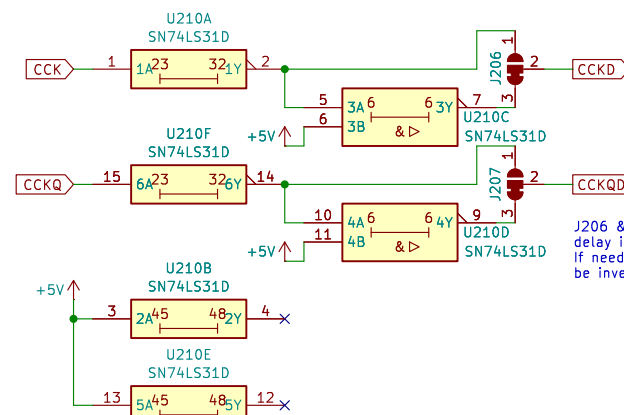 U210A
SN74LS31D
CCK
1
1A
23
32
1Y
2
J206
1
2
3
CCKD
5
6
3A
3B
6
6
3Y
7
&▷
+5V
U210C
SN74LS31D
U210F
SN74LS31D
CCKQ
15
6A
23
32
6Y
14
J207
1
2
3
CCKQD
10
11
4A
4B
6
6
4Y
9
&▷
+5V
U210D
SN74LS31D
J206 &
delay i
If need
be inve
U210B
SN74LS31D
+5V
3
2A
45
48
2Y
4
U210E
SN74LS31D
13
5A
45
48
5Y
12